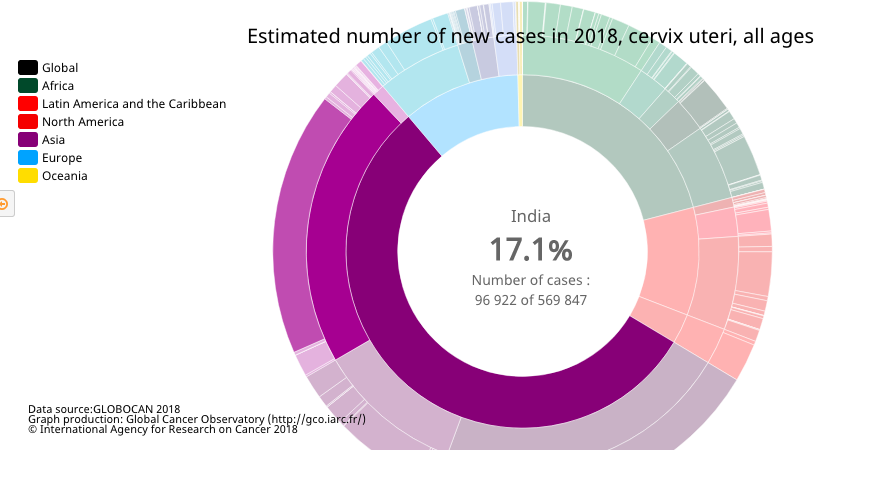 Estimated number of new cases in 2018, cervix uteri, all ages
Global
Africa
Latin America and the Caribbean
North America
Asia
Europe
Oceania
India
17.1%
Number of cases :
96 922 of 569 847
Data source:GLOBOCAN 2018
Graph production: Global Cancer Observatory (http://gco.iarc.fr/)
© International Agency for Research on Cancer 2018